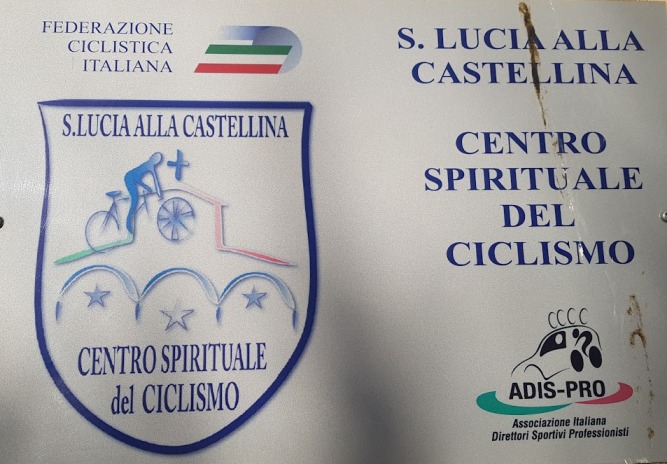 FEDERAZIONE
CICLISTICA
ITALIANA
S.LUCIA ALLA CASTELLINA
CENTRO SPIRITUALE
del CICLISMO
S. LUCIA ALLA
CASTELLINA
CENTRO
SPIRITUALE
DEL
CICLISMO
ADIS-PRO
Associazione Italiana
Direttori Sportivi Professionisti